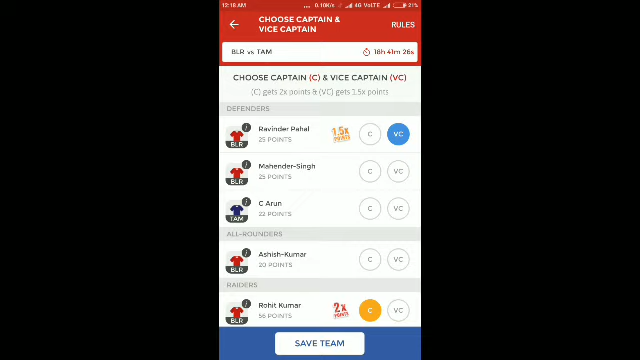 12:18 AM ... 0.10K/s 4G VoLTE 21%
CHOOSE CAPTAIN &
VICE CAPTAIN
RULES
BLR vs TAM 18h 41m 26s
CHOOSE CAPTAIN (C) & VICE CAPTAIN (VC)
(C) gets 2x points & (VC) gets 1.5x points
DEFENDERS
Ravinder Pahal
25 POINTS
BLR
1.5x
POINTS
C VC
Mahender-Singh
25 POINTS
BLR
C VC
C Arun
22 POINTS
TAM
C VC
ALL-ROUNDERS
Ashish-Kumar
20 POINTS
BLR
C VC
RAIDERS
Rohit Kumar
56 POINTS
BLR
2x
POINTS
C VC
SAVE TEAM